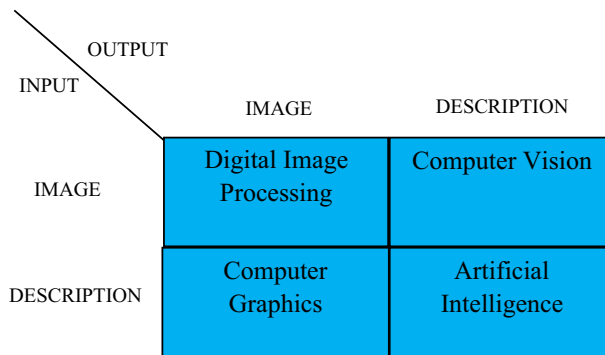 OUTPUT
INPUT
IMAGE
DESCRIPTION
IMAGE
Digital Image
Processing
Computer Vision
DESCRIPTION
Computer
Graphics
Artificial
Intelligence